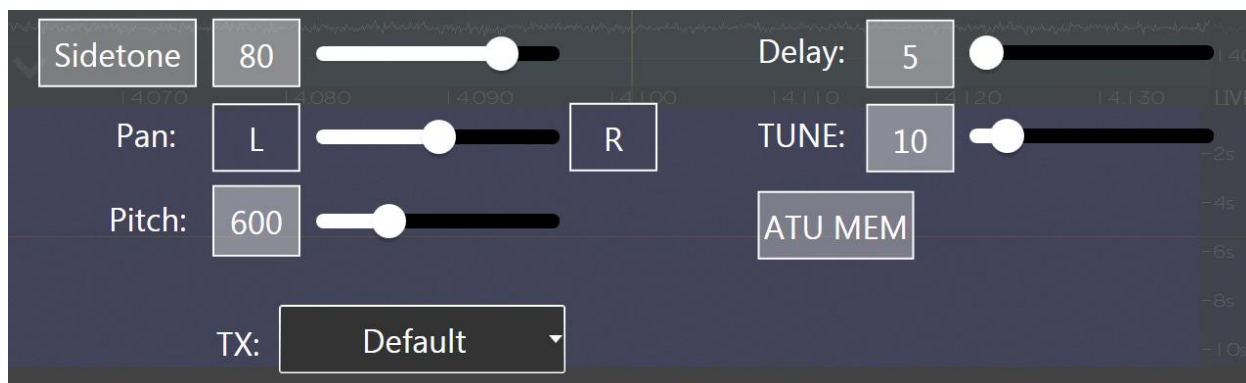 Sidetone 80 Delay: 5
14.070 14.080 14.090 14.100 14.110 14.120 14.130 LIV
Pan: L R TUNE: 10
-2s
-4s
Pitch: 600 ATU MEM
-6s
-8s
TX: Default
-10s